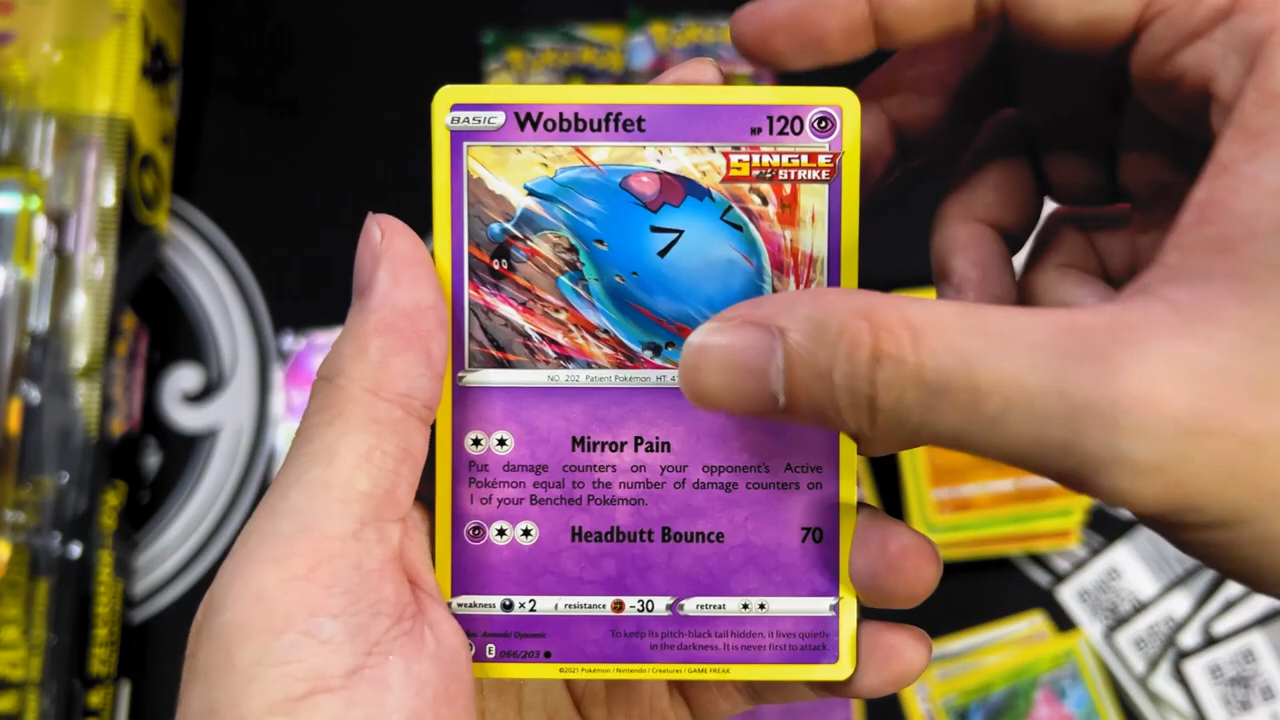 BASIC Wobbuffet HP 120
SINGLE
STRIKE
NO. 202 Patient Pokémon HT: 4'
Mirror Pain
Put damage counters on your opponent's Active
Pokémon equal to the number of damage counters on
1 of your Benched Pokémon.
Headbutt Bounce 70
weakness ×2 resistance -30 retreat
Anesaki Dynamic
To keep its pitch-black tail hidden, it lives quietly
in the darkness. It is never first to attack.
E 066/203
©2021 Pokémon / Nintendo / Creatures / GAME FREAK